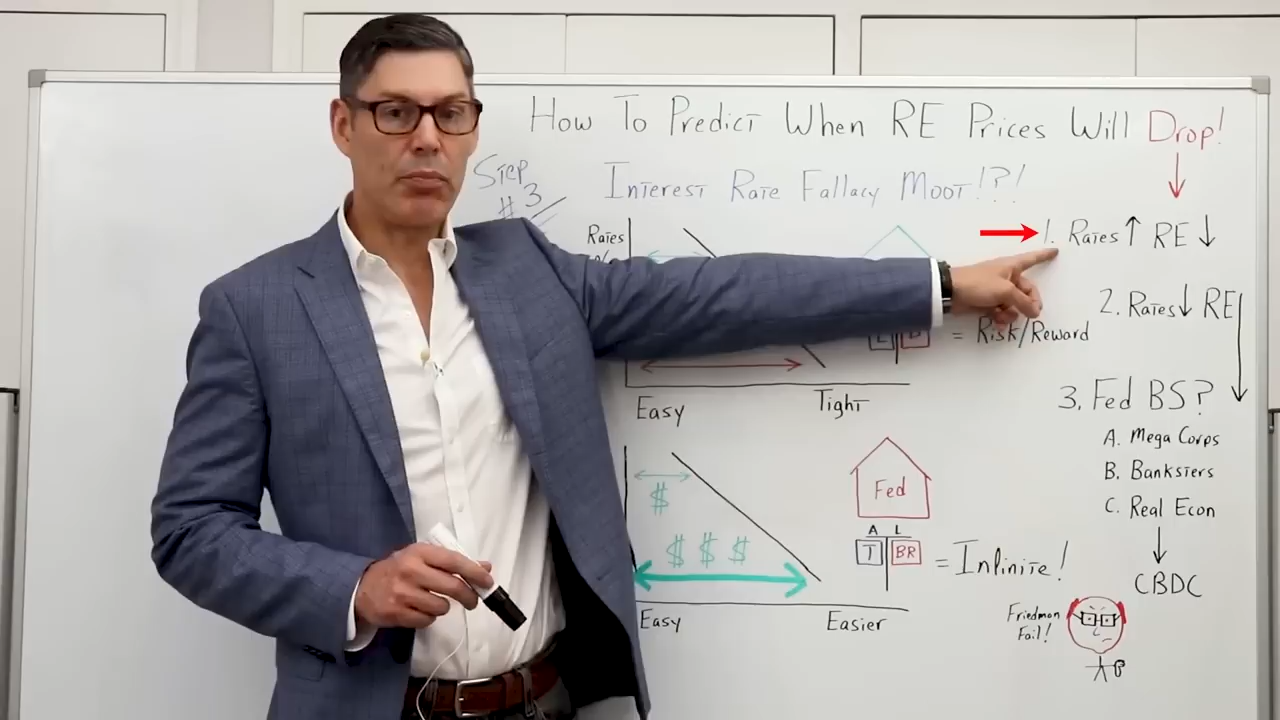 How To Predict When RE Prices Will Drop!
Step
#3
Interest Rate Fallacy Moot!?!
Rates
%
1. Rates ↑ RE ↓
2. Rates ↓ RE
= Risk/Reward
Easy
Tight
3. Fed BS?
A. Mega Corps
B. Banksters
C. Real Econ
CBDC
$
$ $ $
Easy
Easier
Fed
A L
T BR
= Infinite!
Friedman
Fail!